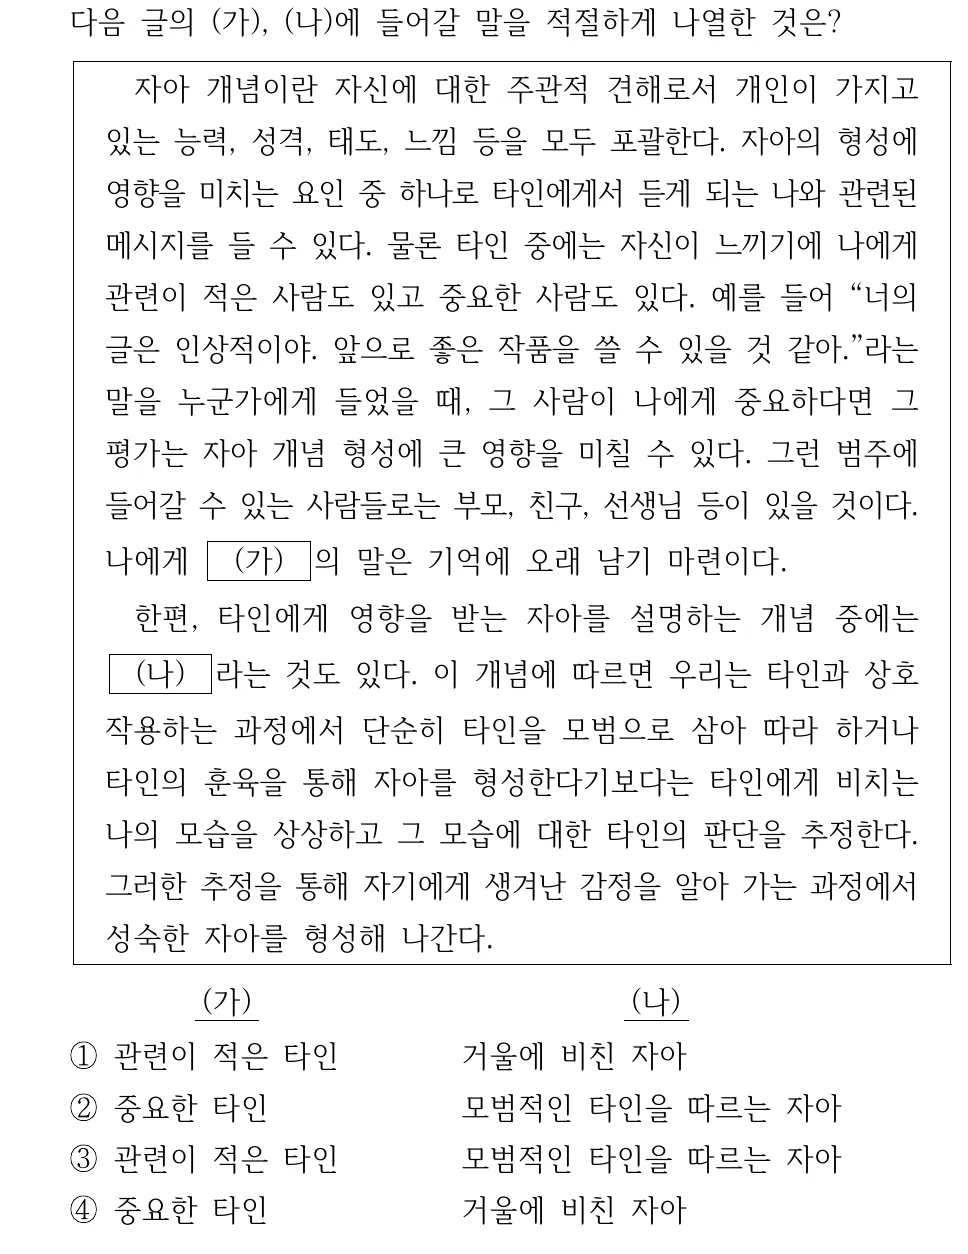 다음 글의 (가), (나)에 들어갈 말을 적절하게 나열한 것은?
자아 개념이란 자신에 대한 주관적 견해로서 개인이 가지고
있는 능력, 성격, 태도, 느낌 등을 모두 포괄한다. 자아의 형성에
영향을 미치는 요인 중 하나로 타인에게서 듣게 되는 나와 관련된
메시지를 들 수 있다. 물론 타인 중에는 자신이 느끼기에 나에게
관련이 적은 사람도 있고 중요한 사람도 있다. 예를 들어 “너의
글은 인상적이야. 앞으로 좋은 작품을 쓸 수 있을 것 같아.”라는
말을 누군가에게 들었을 때, 그 사람이 나에게 중요하다면 그
평가는 자아 개념 형성에 큰 영향을 미칠 수 있다. 그런 범주에
들어갈 수 있는 사람들로는 부모, 친구, 선생님 등이 있을 것이다.
나에게 (가) 의 말은 기억에 오래 남기 마련이다.
한편, 타인에게 영향을 받는 자아를 설명하는 개념 중에는
(나) 라는 것도 있다. 이 개념에 따르면 우리는 타인과 상호
작용하는 과정에서 단순히 타인을 모범으로 삼아 따라 하거나
타인의 훈육을 통해 자아를 형성한다기보다는 타인에게 비치는
나의 모습을 상상하고 그 모습에 대한 타인의 판단을 추정한다.
그러한 추정을 통해 자기에게 생겨난 감정을 알아 가는 과정에서
성숙한 자아를 형성해 나간다.
(가) (나)
① 관련이 적은 타인 거울에 비친 자아
② 중요한 타인 모범적인 타인을 따르는 자아
③ 관련이 적은 타인 모범적인 타인을 따르는 자아
④ 중요한 타인 거울에 비친 자아